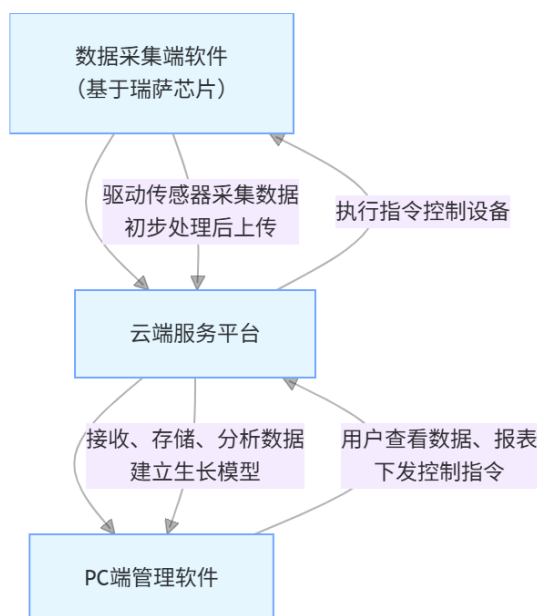 数据采集端软件
（基于瑞萨芯片）
驱动传感器采集数据
初步处理后上传
执行指令控制设备
云端服务平台
接收、存储、分析数据
建立生长模型
用户查看数据、报表
下发控制指令
PC端管理软件